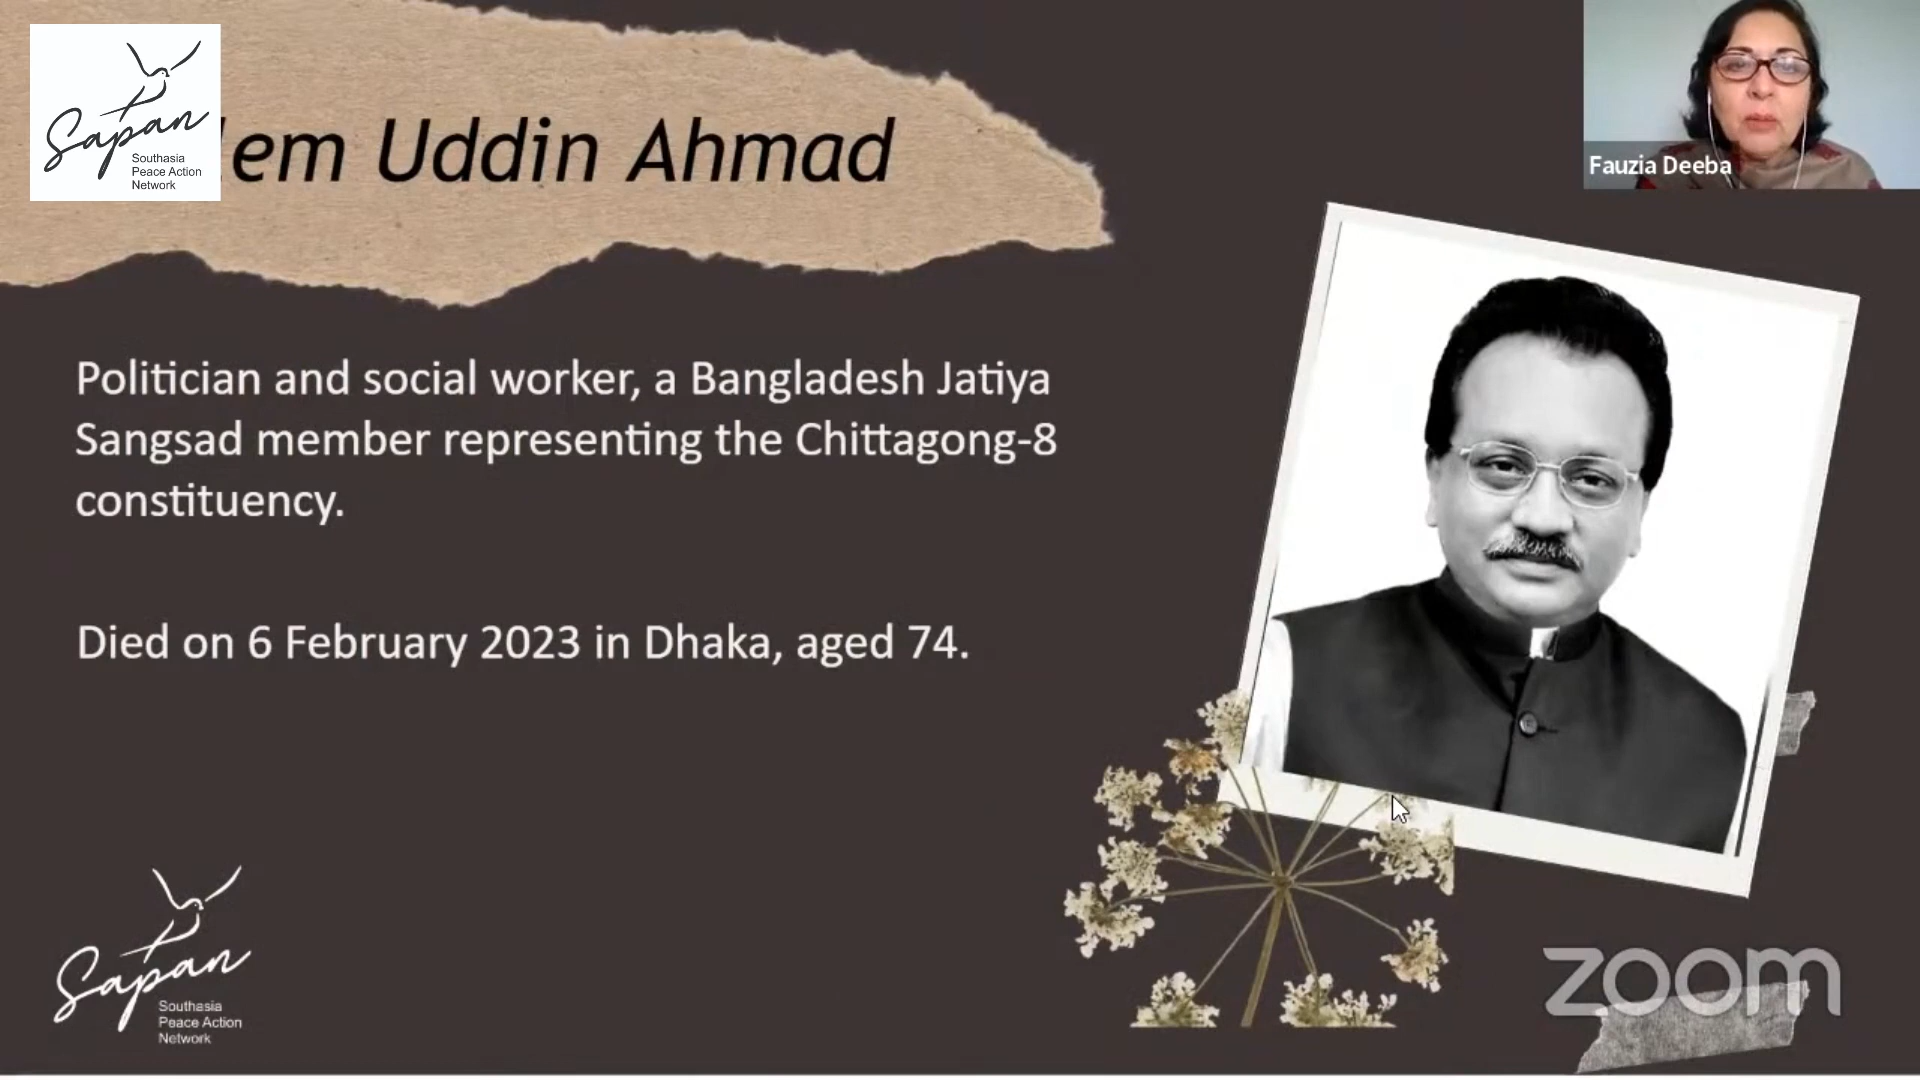 Sapan
Southasia
Peace Action
Network
lem Uddin Ahmad
Fauzia Deeba
Politician and social worker, a Bangladesh Jatiya
Sangsad member representing the Chittagong-8
constituency.
Died on 6 February 2023 in Dhaka, aged 74.
Sapan
Southasia
Peace Action
Network
zoom